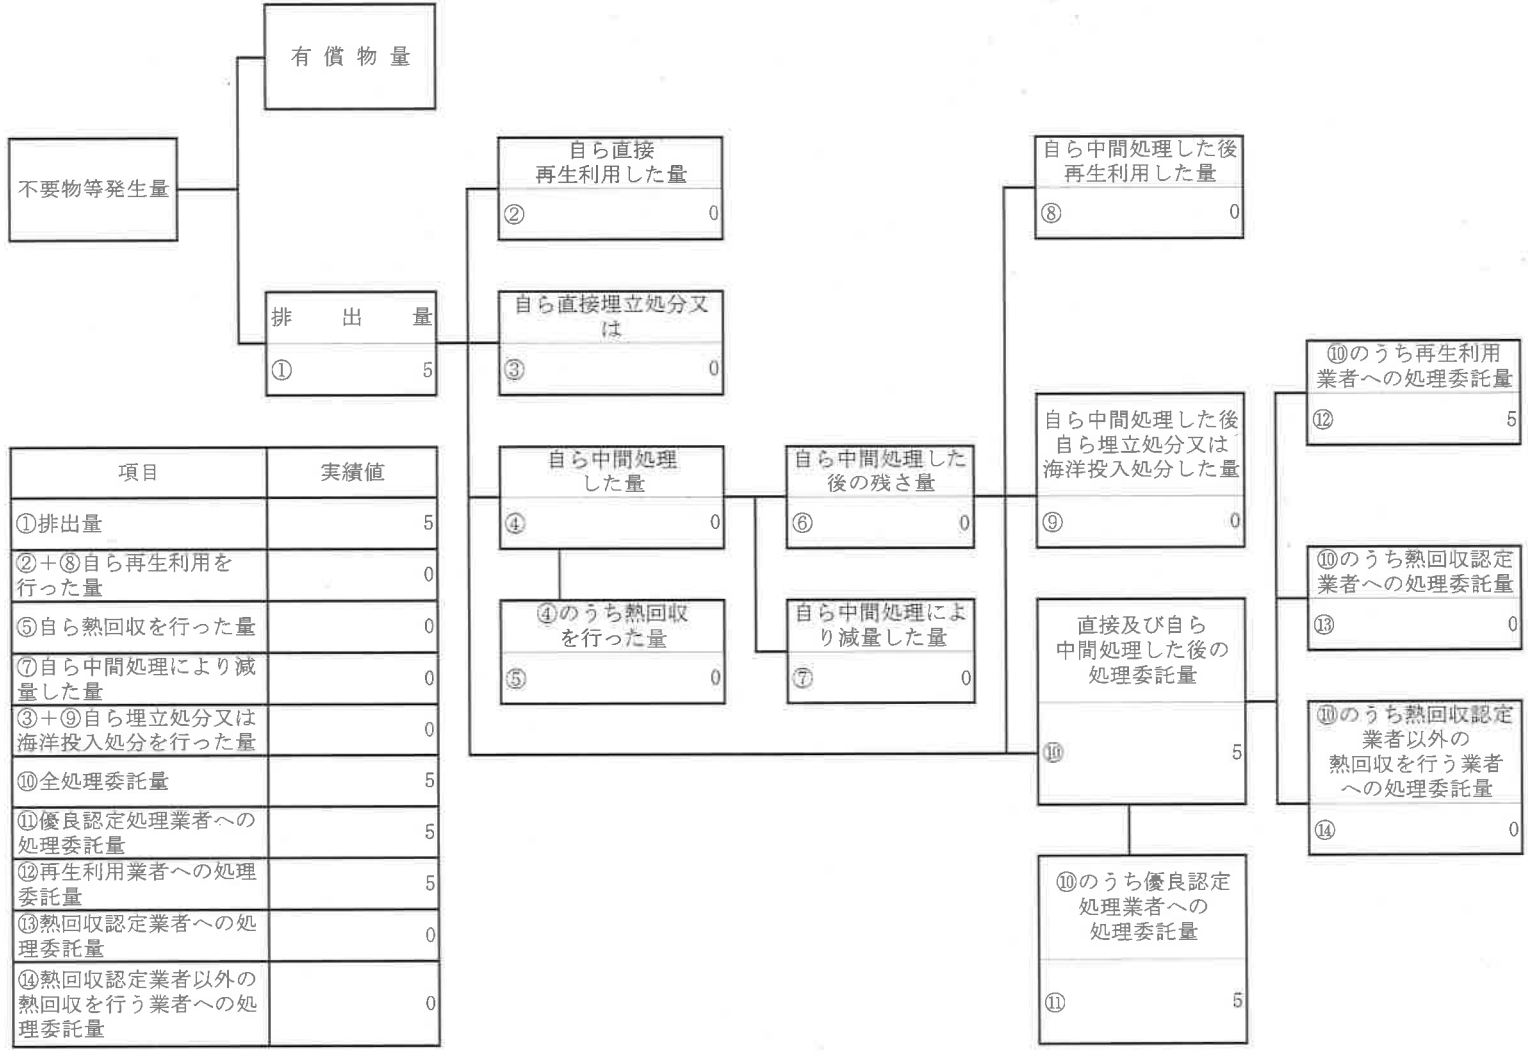 有償物量
不要物等発生量
排出量
① 5
自ら直接
再生利用した量
② 0
自ら直接埋立処分又
は
③ 0
自ら中間処理
した量
④ 0
④のうち熱回収
を行った量
⑤ 0
自ら中間処理した
後の残さ量
⑥ 0
自ら中間処理によ
り減量した量
⑦ 0
自ら中間処理した後
再生利用した量
⑧ 0
自ら中間処理した後
自ら埋立処分又は
海洋投入処分した量
⑨ 0
直接及び自ら
中間処理した後の
処理委託量
⑩ 5
⑩のうち優良認定
処理業者への
処理委託量
⑪ 5
⑩のうち再生利用
業者への処理委託量
⑫ 5
⑩のうち熱回収認定
業者への処理委託量
⑬ 0
⑩のうち熱回収認定
業者以外の
熱回収を行う業者
への処理委託量
⑭ 0
項目 実績値
①排出量 5
②＋⑧自ら再生利用を
行った量 0
⑤自ら熱回収を行った量 0
⑦自ら中間処理により減
量した量 0
③＋⑨自ら埋立処分又は
海洋投入処分を行った量 0
⑩全処理委託量 5
⑪優良認定処理業者への
処理委託量 5
⑫再生利用業者への処理
委託量 5
⑬熱回収認定業者への処
理委託量 0
⑭熱回収認定業者以外の
熱回収を行う業者への処
理委託量 0